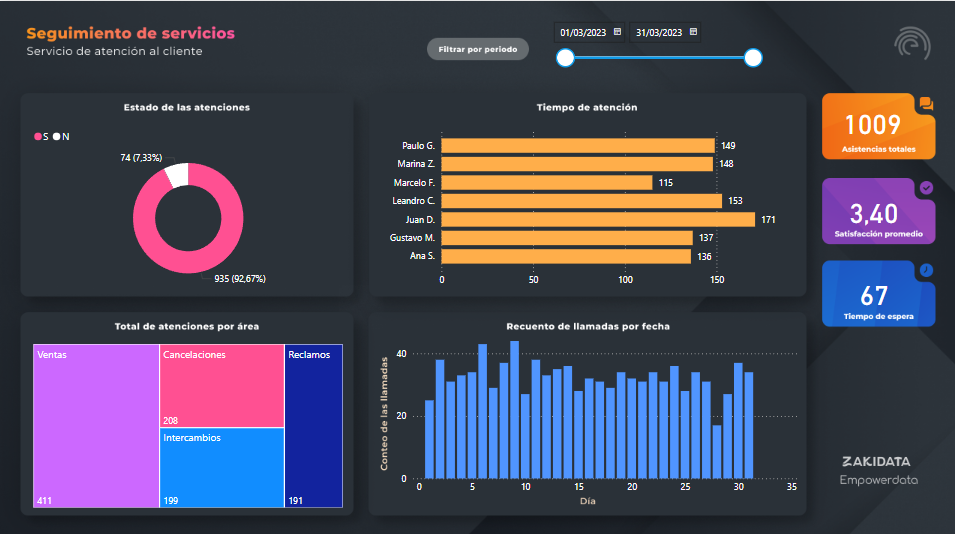 Seguimiento de servicios
Servicio de atención al cliente
Filtrar por periodo
01/03/2023
31/03/2023
Estado de las atenciones
S N
74 (7,33%)
935 (92,67%)
Tiempo de atención
Paulo G. 149
Marina Z. 148
Marcelo F. 115
Leandro C. 153
Juan D. 171
Gustavo M. 137
Ana S. 136
0 50 100 150
1009
Asistencias totales
3,40
Satisfacción promedio
67
Tiempo de espera
Total de atenciones por área
Ventas
411
Cancelaciones
208
Intercambios
199
Reclamos
191
Recuento de llamadas por fecha
Conteo de las llamadas
40
20
0
0 5 10 15 20 25 30 35
Día
ZAKIDATA
Empowerdata